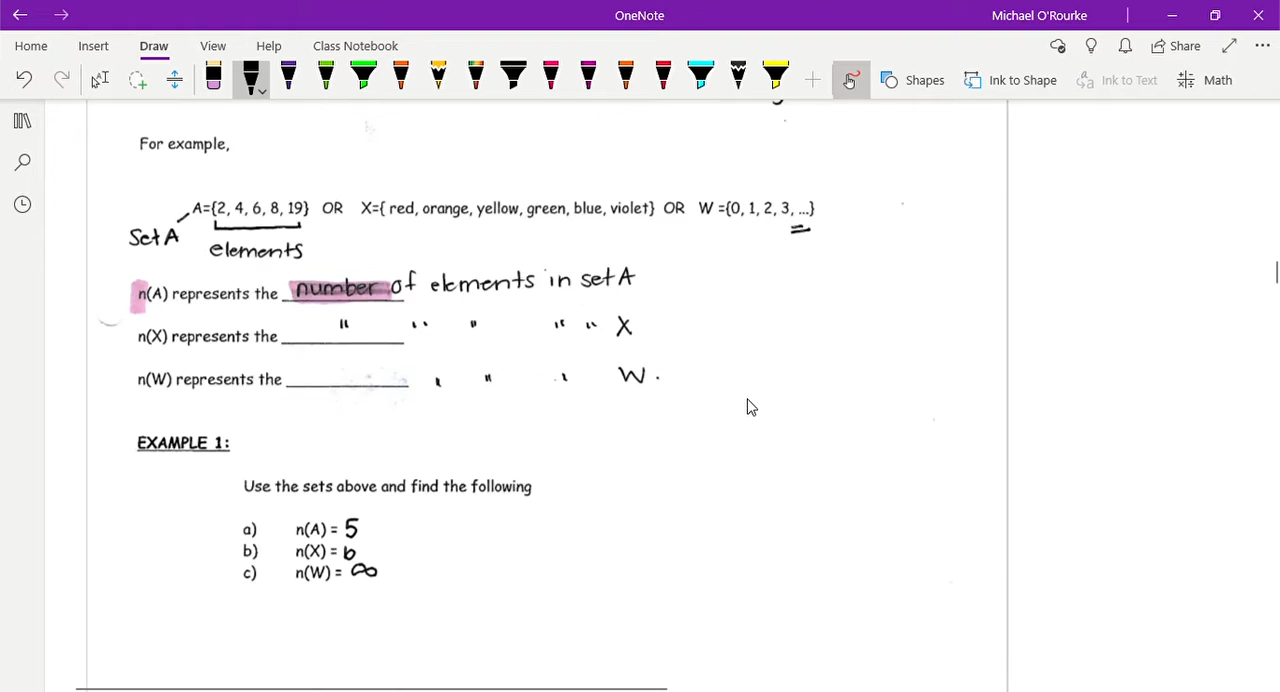 OneNote
Michael O'Rourke
Home Insert Draw View Help Class Notebook
Share
Shapes Ink to Shape Ink to Text Math
For example,
A={2, 4, 6, 8, 19} OR X={ red, orange, yellow, green, blue, violet} OR W ={0, 1, 2, 3, ...}
Set A
elements
n(A) represents the number of elements in set A
n(X) represents the " " " " " X
n(W) represents the " " " W.
EXAMPLE 1:
Use the sets above and find the following
a) n(A) = 5
b) n(X) = 6
c) n(W) = ∞